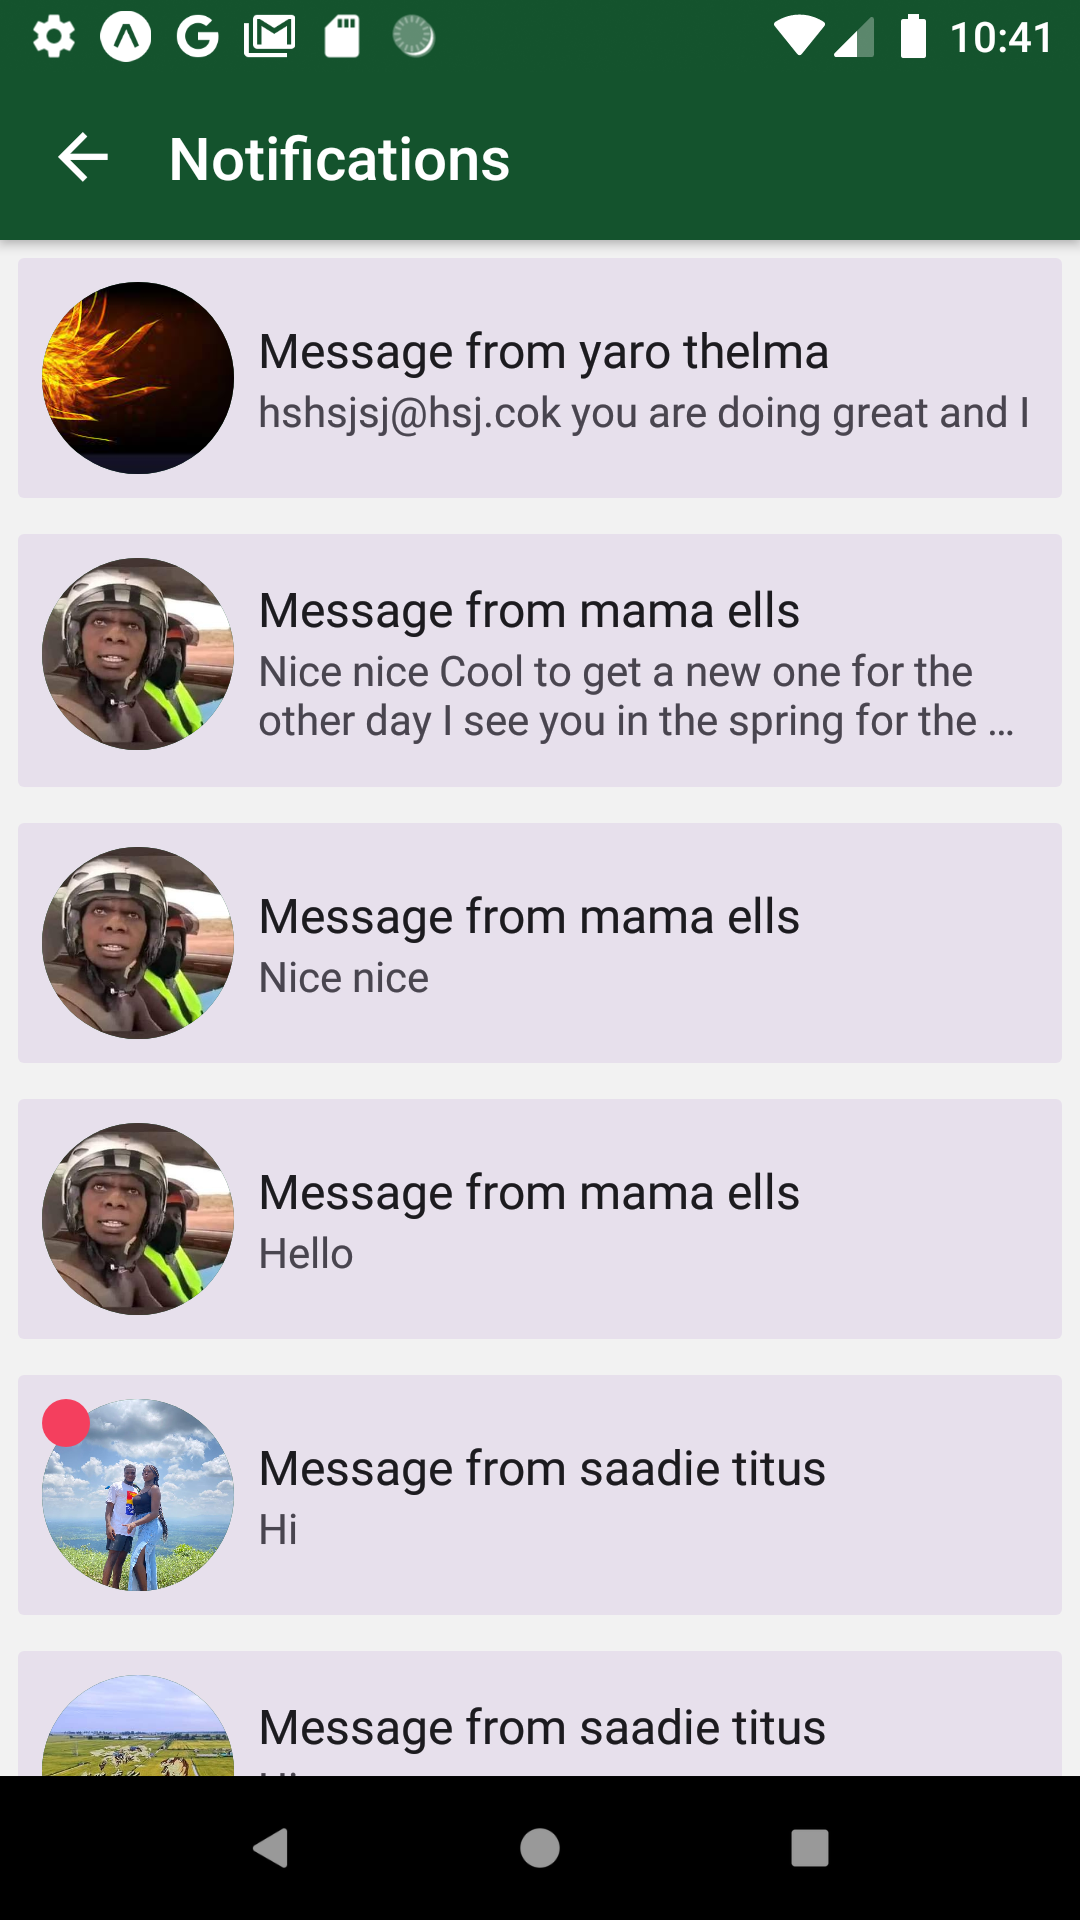 10:41
Notifications
Message from yaro thelma
hshsjsj@hsj.cok you are doing great and I
Message from mama ells
Nice nice Cool to get a new one for the
other day I see you in the spring for the ...
Message from mama ells
Nice nice
Message from mama ells
Hello
Message from saadie titus
Hi
Message from saadie titus